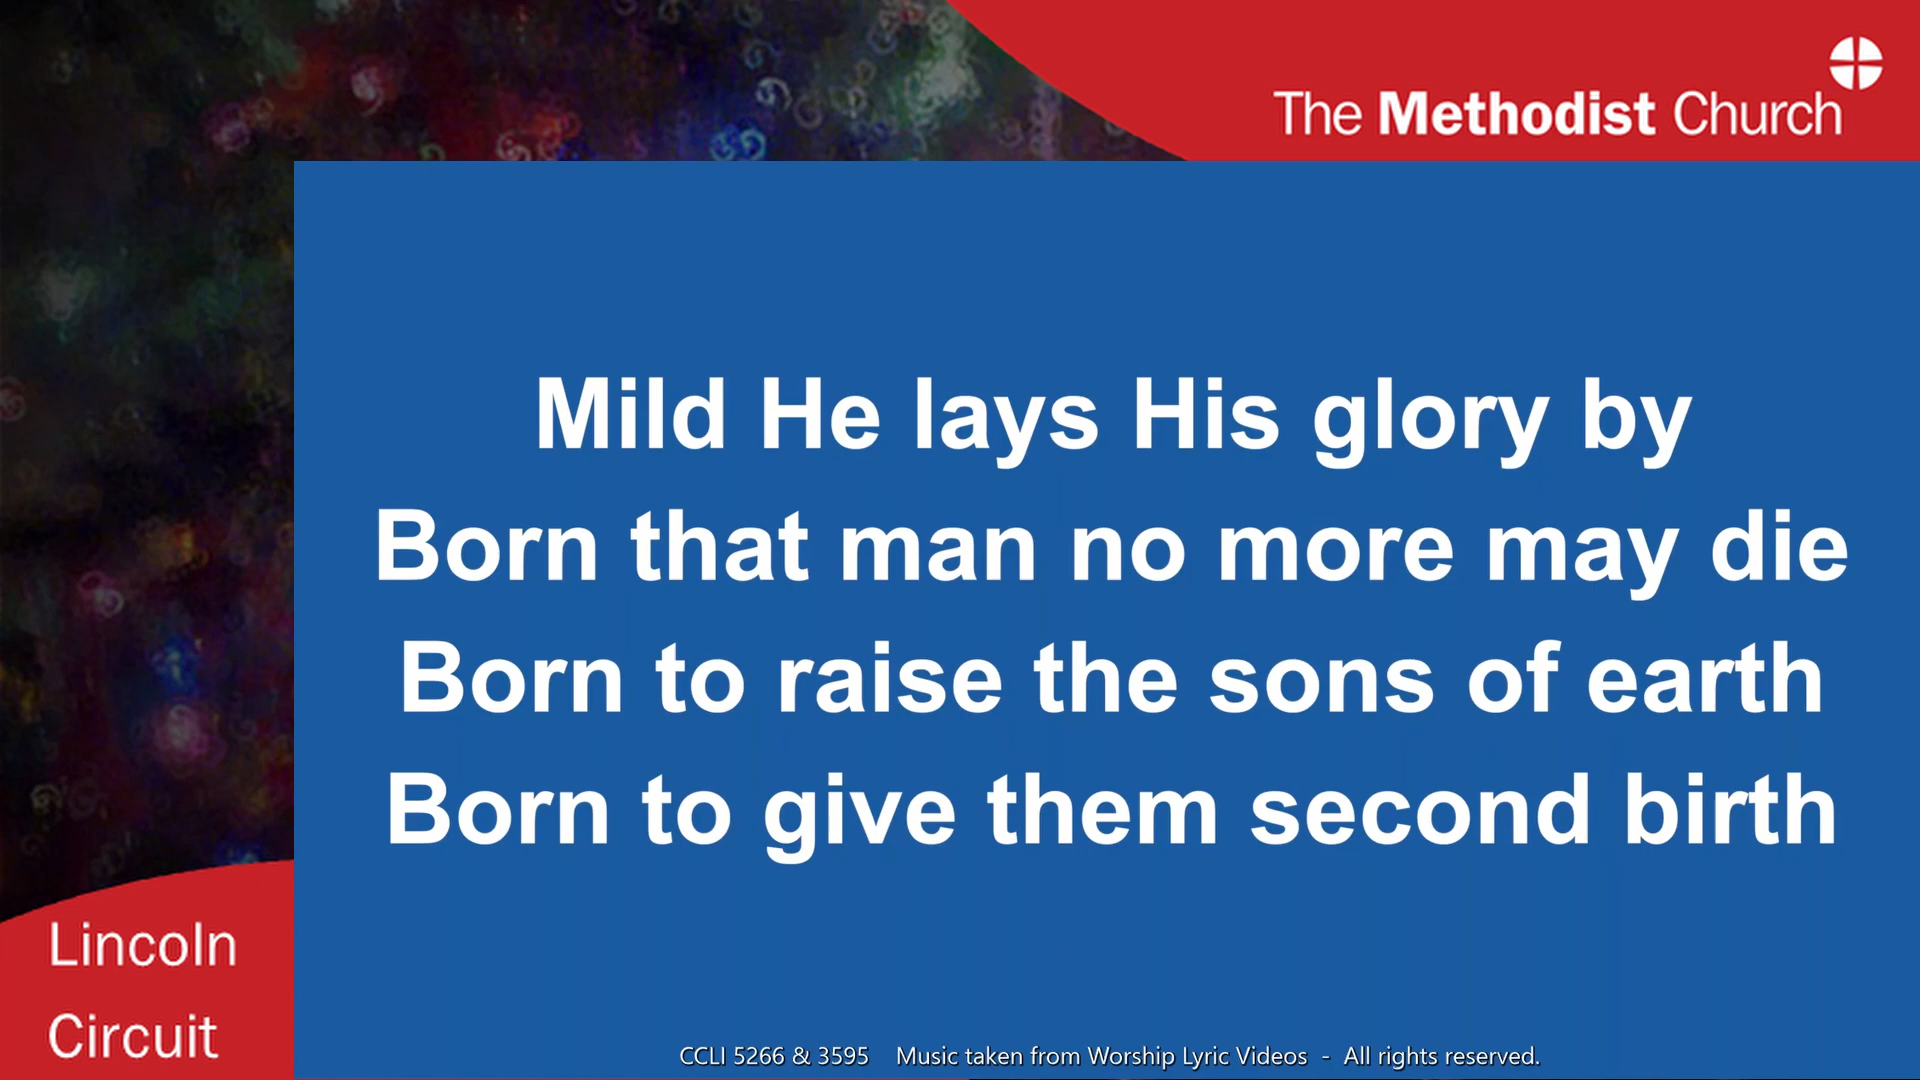 The Methodist Church
Mild He lays His glory by
Born that man no more may die
Born to raise the sons of earth
Born to give them second birth
Lincoln
Circuit
CCLI 5266 & 3595 Music taken from Worship Lyric Videos - All rights reserved.